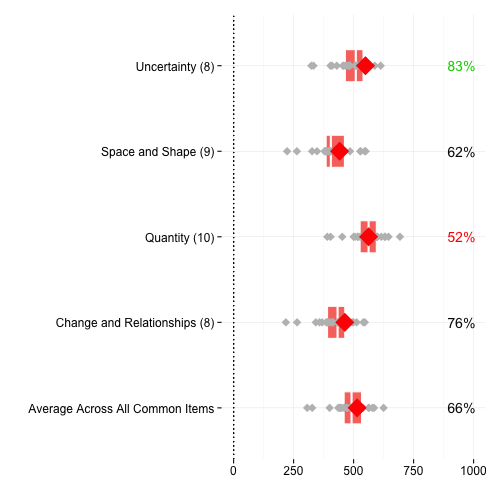 Uncertainty (8) 83%
Space and Shape (9) 62%
Quantity (10) 52%
Change and Relationships (8) 76%
Average Across All Common Items 66%
0 250 500 750 1000